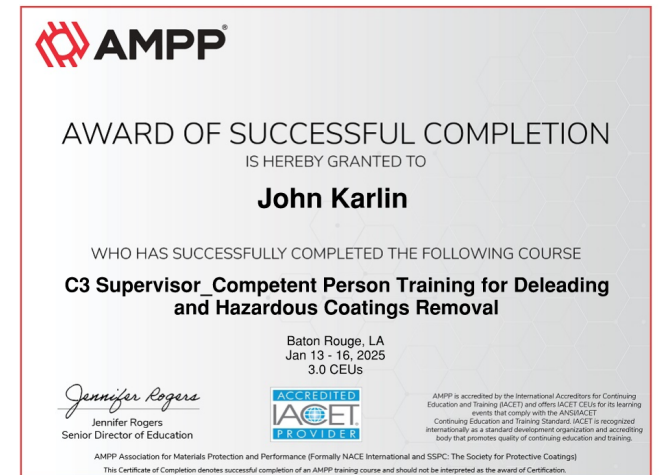 AMPP®
AWARD OF SUCCESSFUL COMPLETION
IS HEREBY GRANTED TO
John Karlin
WHO HAS SUCCESSFULLY COMPLETED THE FOLLOWING COURSE
C3 Supervisor_Competent Person Training for Deleading
and Hazardous Coatings Removal
Baton Rouge, LA
Jan 13 - 16, 2025
3.0 CEUs
Jennifer Rogers
Jennifer Rogers
Senior Director of Education
ACCREDITED
IACET
PROVIDER
AMPP is accredited by the International Accreditors for Continuing
Education and Training (IACET) and offers IACET CEUs for its learning
events that comply with the ANSI/IACET
Continuing Education and Training Standard. IACET is recognized
internationally as a standard development organization and accrediting
body that promotes quality of continuing education and training.
AMPP Association for Materials Protection and Performance (Formally NACE International and SSPC: The Society for Protective Coatings)
This Certificate of Completion denotes successful completion of an AMPP training course and should not be interpreted as the award of Certification.